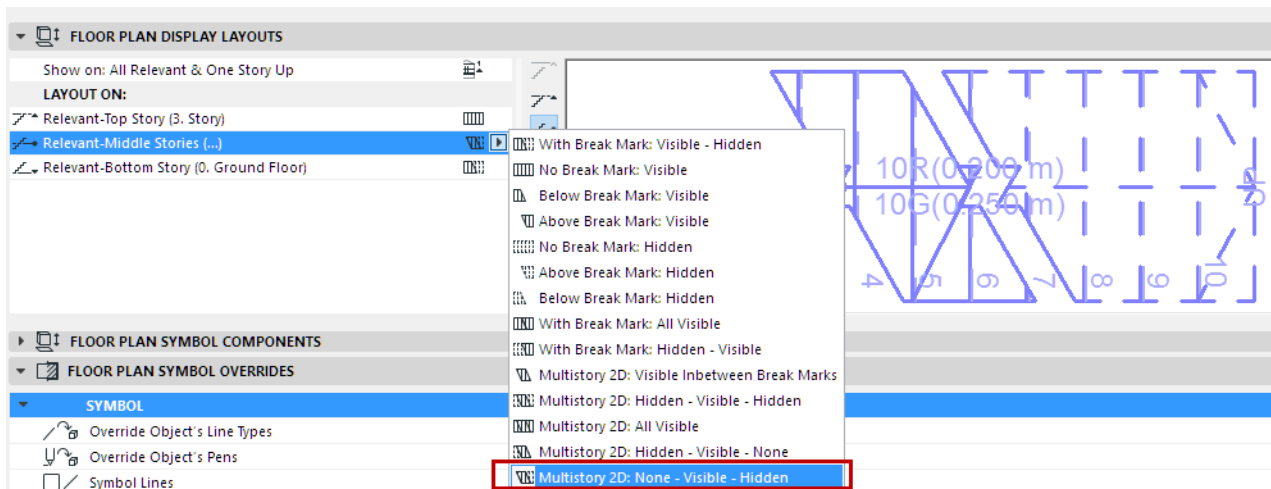 FLOOR PLAN DISPLAY LAYOUTS
Show on: All Relevant & One Story Up
LAYOUT ON:
Relevant-Top Story (3. Story)
Relevant-Middle Stories (...)
Relevant-Bottom Story (0. Ground Floor)
With Break Mark: Visible - Hidden
No Break Mark: Visible
Below Break Mark: Visible
Above Break Mark: Visible
No Break Mark: Hidden
Above Break Mark: Hidden
Below Break Mark: Hidden
With Break Mark: All Visible
With Break Mark: Hidden - Visible
Multistory 2D: Visible Inbetween Break Marks
Multistory 2D: Hidden - Visible - Hidden
Multistory 2D: All Visible
Multistory 2D: Hidden - Visible - None
Multistory 2D: None - Visible - Hidden
10R(0.200 m)
10G(0.250 m)
4 5 6 7 8 9 10
FLOOR PLAN SYMBOL COMPONENTS
FLOOR PLAN SYMBOL OVERRIDES
SYMBOL
Override Object's Line Types
Override Object's Pens
Symbol Lines